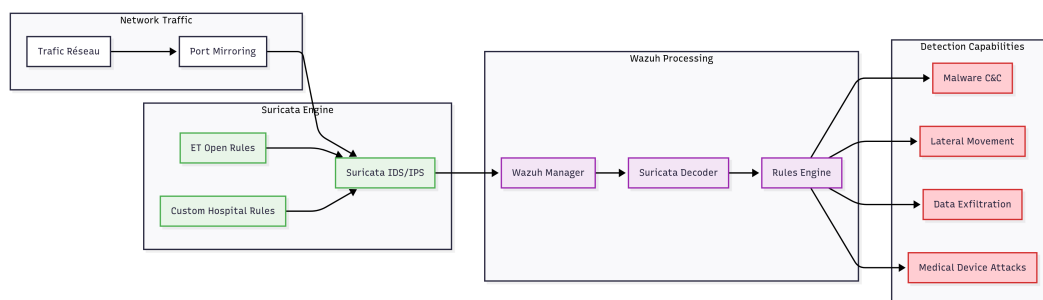 Network Traffic
Trafic Réseau
Port Mirroring
Suricata Engine
ET Open Rules
Custom Hospital Rules
Suricata IDS/IPS
Wazuh Processing
Wazuh Manager
Suricata Decoder
Rules Engine
Detection Capabilities
Malware C&C
Lateral Movement
Data Exfiltration
Medical Device Attacks